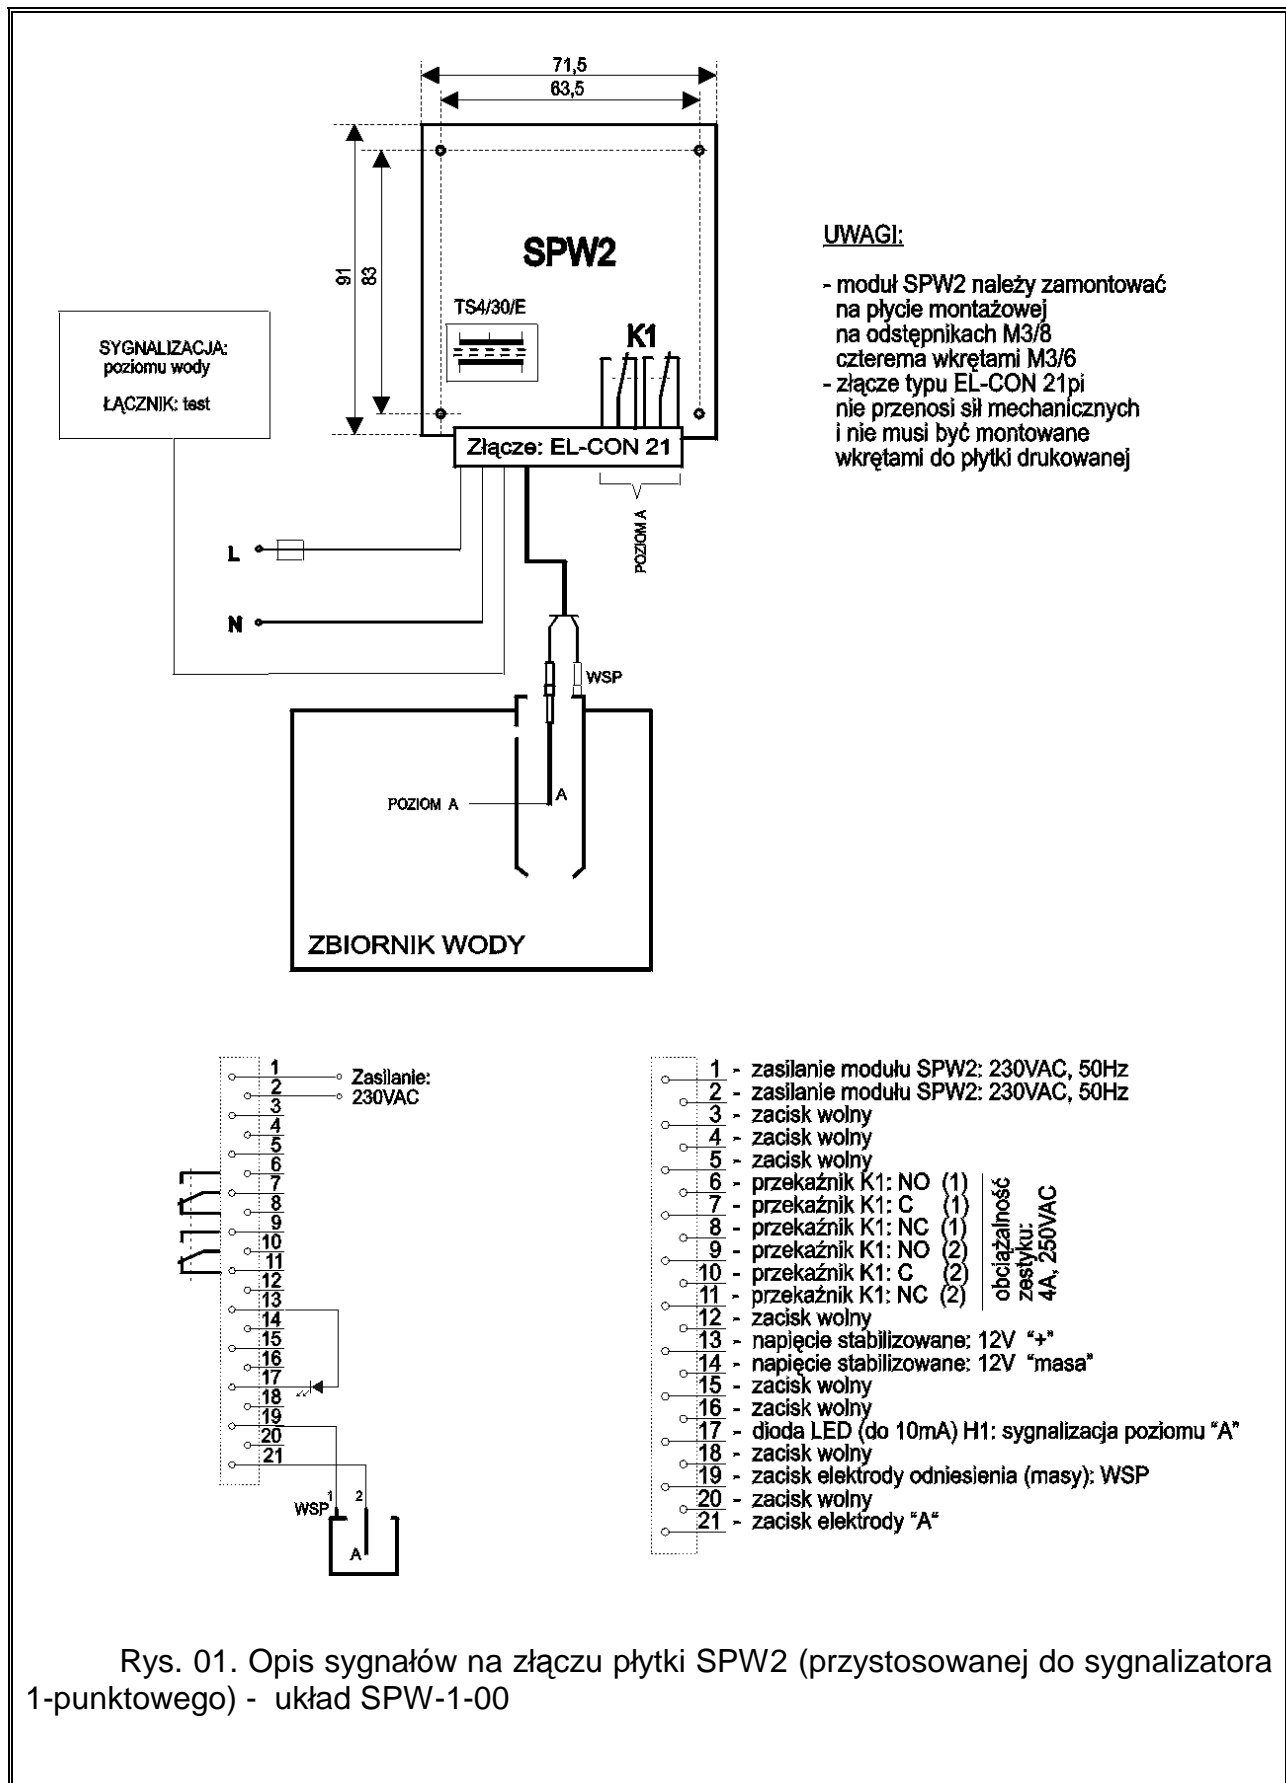 71,5
63,5
91
83
SPW2
TS4/30/E
K1
Złącze: EL-CON 21
POZIOM A
SYGNALIZACJA:
poziomu wody
ŁĄCZNIK: test
L
N
WSP
A
POZIOM A
ZBIORNIK WODY
UWAGI:
- moduł SPW2 należy zamontować
na płycie montażowej
na odstępnikach M3/8
czterema wkrętami M3/6
- złącze typu EL-CON 21pi
nie przenosi sił mechanicznych
i nie musi być montowane
wkrętami do płytki drukowanej
1
2
3
4
5
6
7
8
9
10
11
12
13
14
15
16
17
18
19
20
21
Zasilanie:
230VAC
WSP
1
2
A
1 - zasilanie modułu SPW2: 230VAC, 50Hz
2 - zasilanie modułu SPW2: 230VAC, 50Hz
3 - zacisk wolny
4 - zacisk wolny
5 - zacisk wolny
6 - przekaźnik K1: NO (1)
7 - przekaźnik K1: C (1)
8 - przekaźnik K1: NC (1)
9 - przekaźnik K1: NO (2)
10 - przekaźnik K1: C (2)
11 - przekaźnik K1: NC (2)
obciążalność
zestyku:
4A, 250VAC
12 - zacisk wolny
13 - napięcie stabilizowane: 12V "+"
14 - napięcie stabilizowane: 12V "masa"
15 - zacisk wolny
16 - zacisk wolny
17 - dioda LED (do 10mA) H1: sygnalizacja poziomu "A"
18 - zacisk wolny
19 - zacisk elektrody odniesienia (masy): WSP
20 - zacisk wolny
21 - zacisk elektrody "A"
Rys. 01. Opis sygnałów na złączu płytki SPW2 (przystosowanej do sygnalizatora
1-punktowego) - układ SPW-1-00